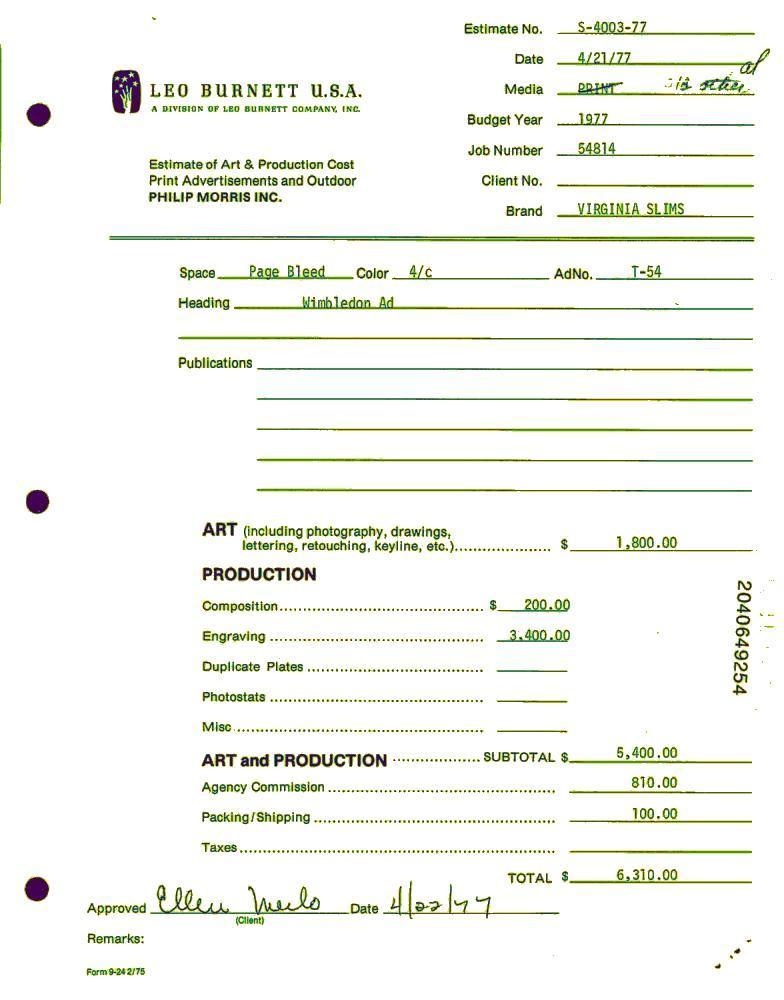 Estimate No. S-4003-77
Date 4/21/77
Media PRINT
LEO BURNETT U.S.A.
A DIVISION OF LEO BURNETT COMPANY, INC.
Budget Year 1977
Job Number 54814
Estimate of Art & Production Cost
Print Advertisements and Outdoor
PHILIP MORRIS INC.
Client No.
Brand VIRGINIA SLIMS
Space Page Bleed Color 4/c AdNo. T-54
Heading Wimbledon Ad
Publications
ART (including photography, drawings,
lettering, retouching, keyline, etc.)..................... $ 1,800.00
PRODUCTION
Composition............................................ $ 200.00
Engraving .............................................. 3,400.00
Duplicate Plates ......................................
Photostats ..............................................
Misc......................................................
ART and PRODUCTION ................... SUBTOTAL $ 5,400.00
Agency Commission ................................................. 810.00
Packing/Shipping .................................................... 100.00
Taxes....................................................................
TOTAL $ 6,310.00
Approved Ellen Merlo Date 4/22/77
(Client)
Remarks:
Form 9-24 2/75
2040649254